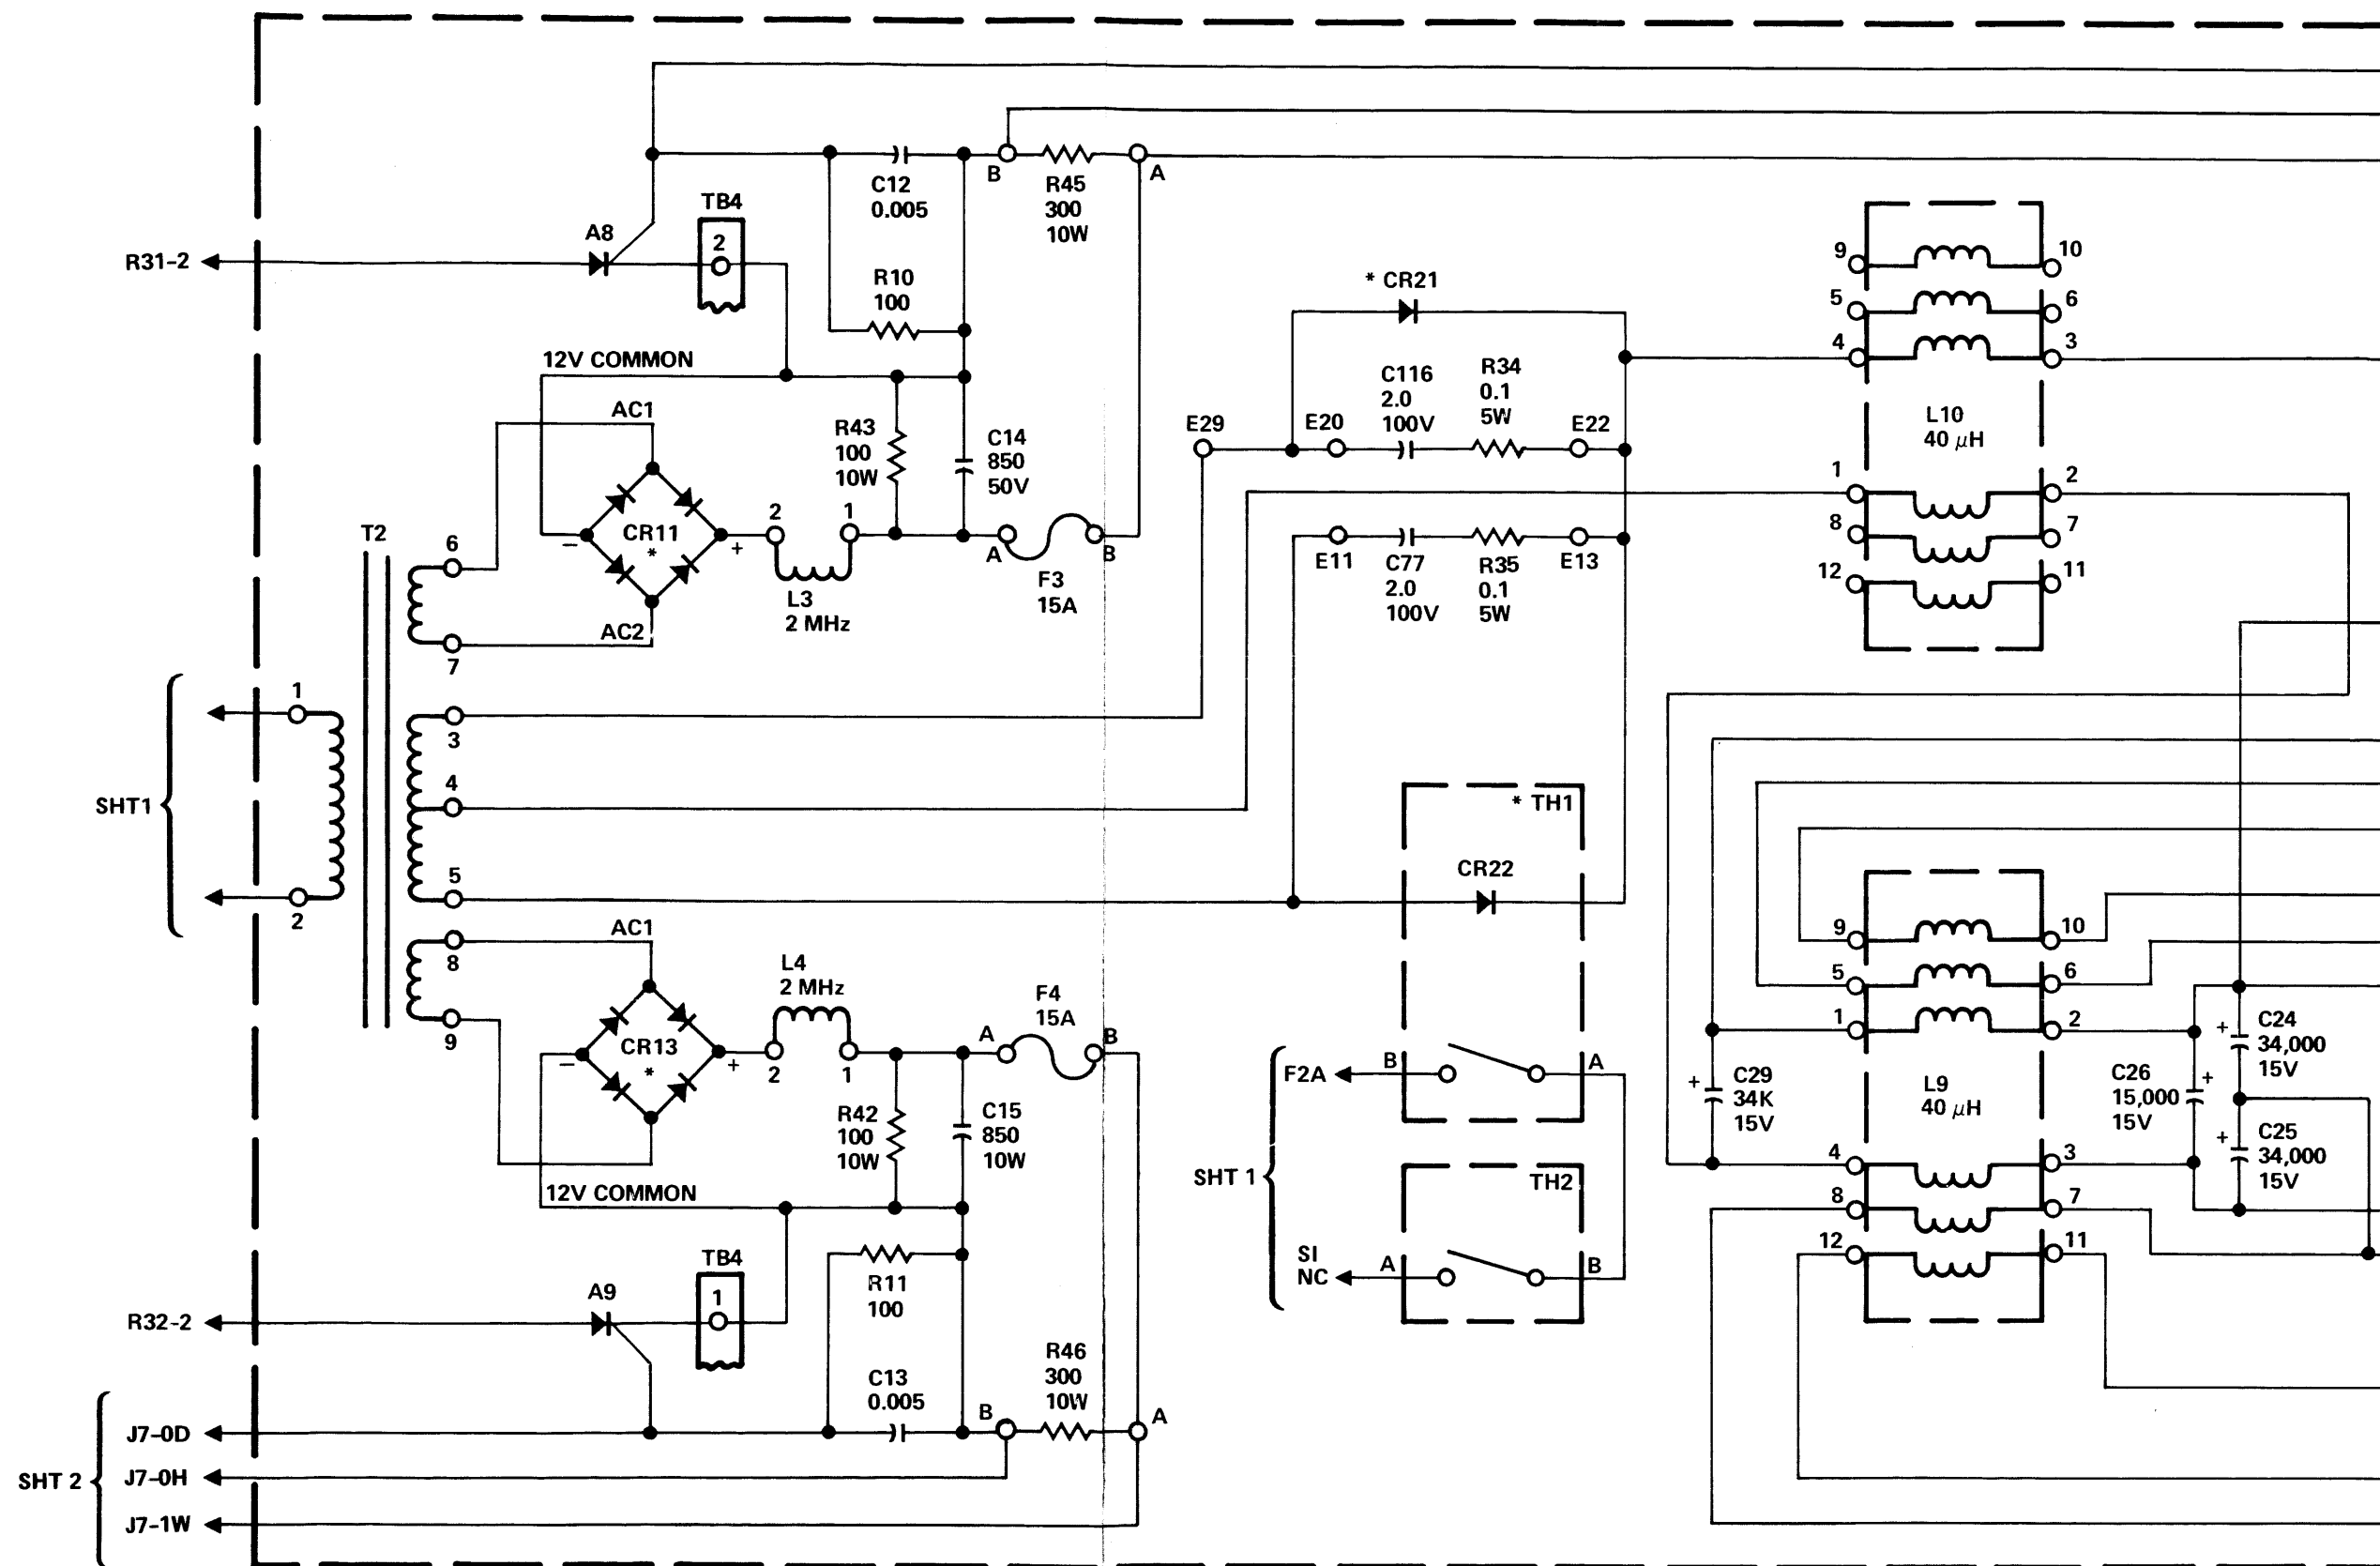 C12
0.005
B
R45
300
10W
A
TB4
2
A8
R31-2
R10
100
* CR21
9
10
5
6
4
3
12V COMMON
AC1
R43
100
10W
C14
850
50V
E29
E20
C116
2.0
100V
R34
0.1
5W
E22
L10
40 μH
1
2
8
7
12
11
T2
6
CR11
*
–
+
2
1
L3
2 MHz
A
B
F3
15A
E11
C77
2.0
100V
R35
0.1
5W
E13
AC2
7
SHT1
1
2
3
4
5
* TH1
CR22
8
9
AC1
CR13
*
–
+
L4
2 MHz
2
1
A
F4
15A
B
R42
100
10W
C15
850
10W
12V COMMON
SHT 1
F2A
B
A
TH2
SI
NC
A
B
9
10
5
6
1
2
L9
40 μH
4
3
8
7
12
11
+
C29
34K
15V
C26
15,000
15V
+
+
C24
34,000
15V
+
C25
34,000
15V
R11
100
TB4
1
A9
R32-2
C13
0.005
B
R46
300
10W
A
SHT 2
J7-0D
J7-0H
J7-1W